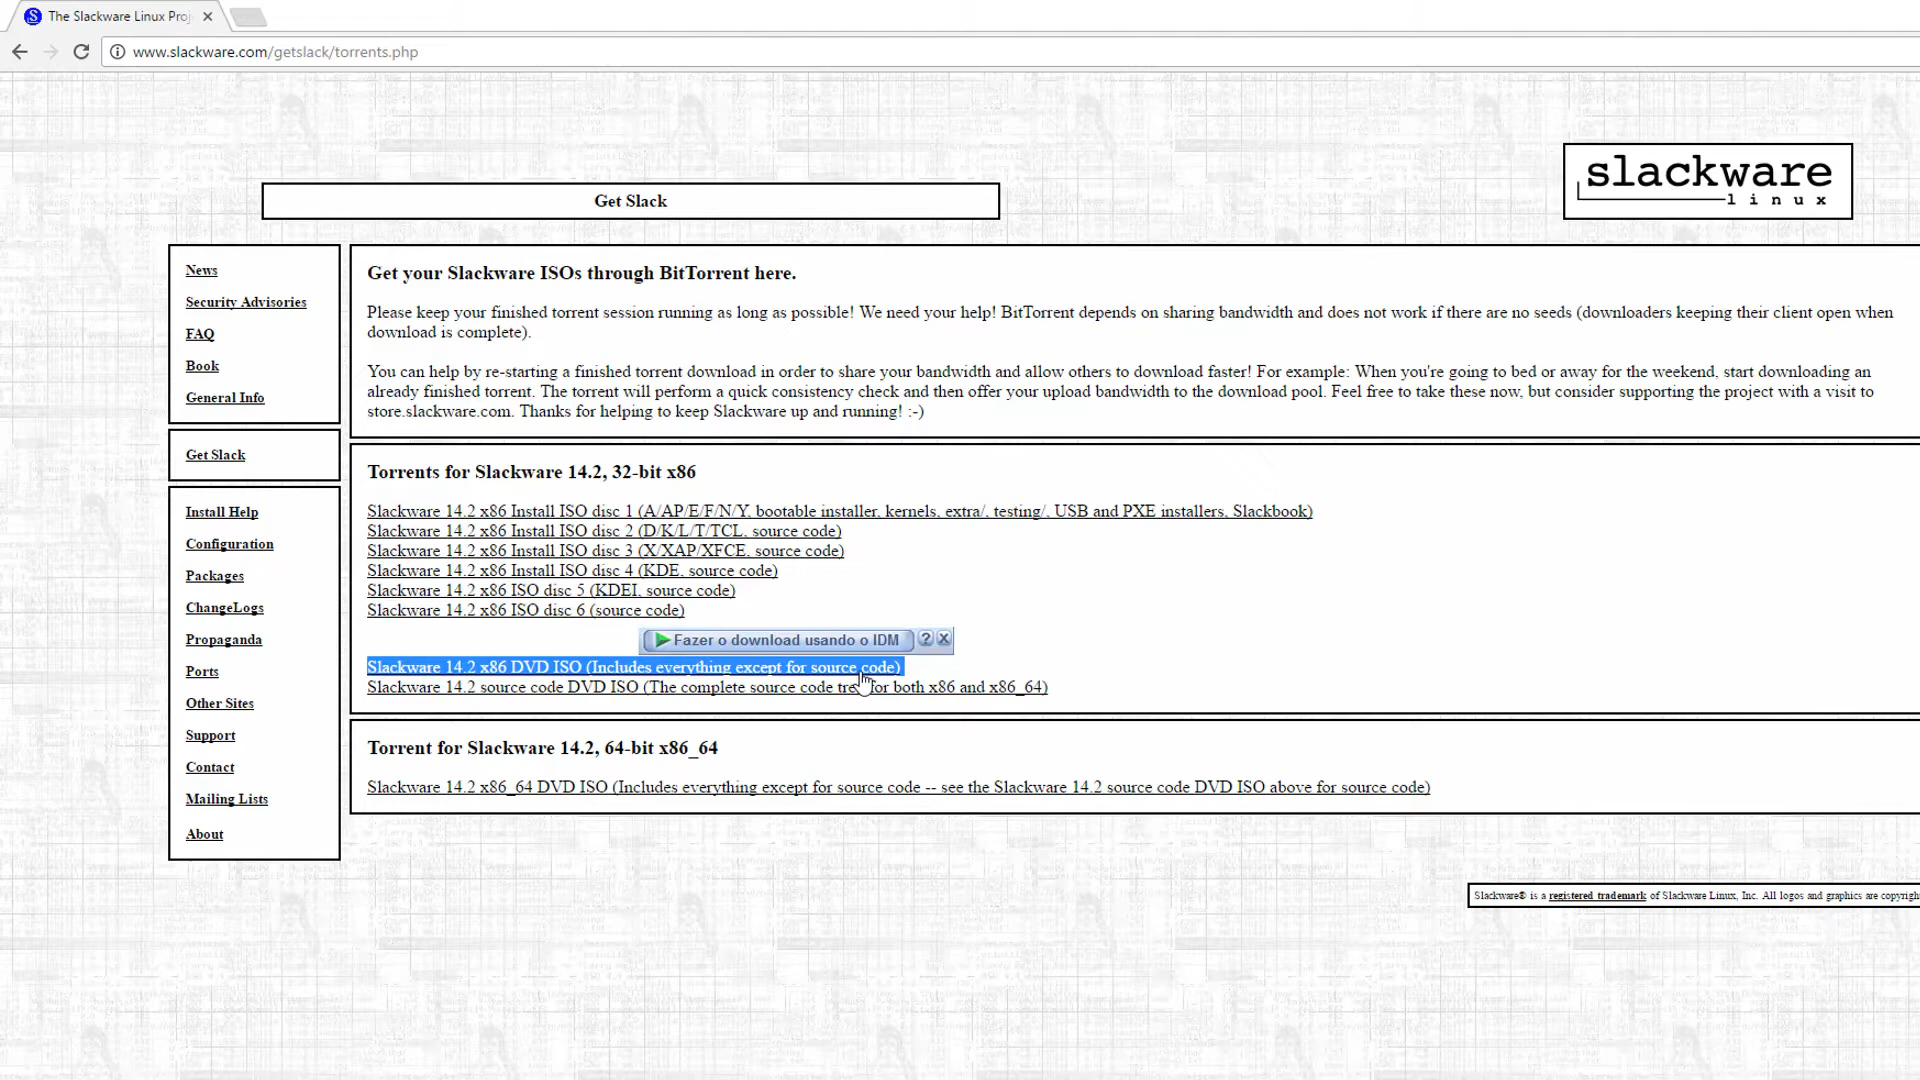 The Slackware Linux Proj
www.slackware.com/getslack/torrents.php
slackware
linux
Get Slack
News
Security Advisories
FAQ
Book
General Info
Get Slack
Install Help
Configuration
Packages
ChangeLogs
Propaganda
Ports
Other Sites
Support
Contact
Mailing Lists
About
Get your Slackware ISOs through BitTorrent here.
Please keep your finished torrent session running as long as possible! We need your help! BitTorrent depends on sharing bandwidth and does not work if there are no seeds (downloaders keeping their client open when
download is complete).
You can help by re-starting a finished torrent download in order to share your bandwidth and allow others to download faster! For example: When you're going to bed or away for the weekend, start downloading an
already finished torrent. The torrent will perform a quick consistency check and then offer your upload bandwidth to the download pool. Feel free to take these now, but consider supporting the project with a visit to
store.slackware.com. Thanks for helping to keep Slackware up and running! :-)
Torrents for Slackware 14.2, 32-bit x86
Slackware 14.2 x86 Install ISO disc 1 (A/AP/E/F/N/Y, bootable installer, kernels, extra/, testing/, USB and PXE installers, Slackbook)
Slackware 14.2 x86 Install ISO disc 2 (D/K/L/T/TCL, source code)
Slackware 14.2 x86 Install ISO disc 3 (X/XAP/XFCE, source code)
Slackware 14.2 x86 Install ISO disc 4 (KDE, source code)
Slackware 14.2 x86 ISO disc 5 (KDEI, source code)
Slackware 14.2 x86 ISO disc 6 (source code)
Fazer o download usando o IDM ?
Slackware 14.2 x86 DVD ISO (Includes everything except for source code)
Slackware 14.2 source code DVD ISO (The complete source code tre for both x86 and x86_64)
Torrent for Slackware 14.2, 64-bit x86_64
Slackware 14.2 x86_64 DVD ISO (Includes everything except for source code -- see the Slackware 14.2 source code DVD ISO above for source code)
Slackware® is a registered trademark of Slackware Linux, Inc. All logos and graphics are copyrigh